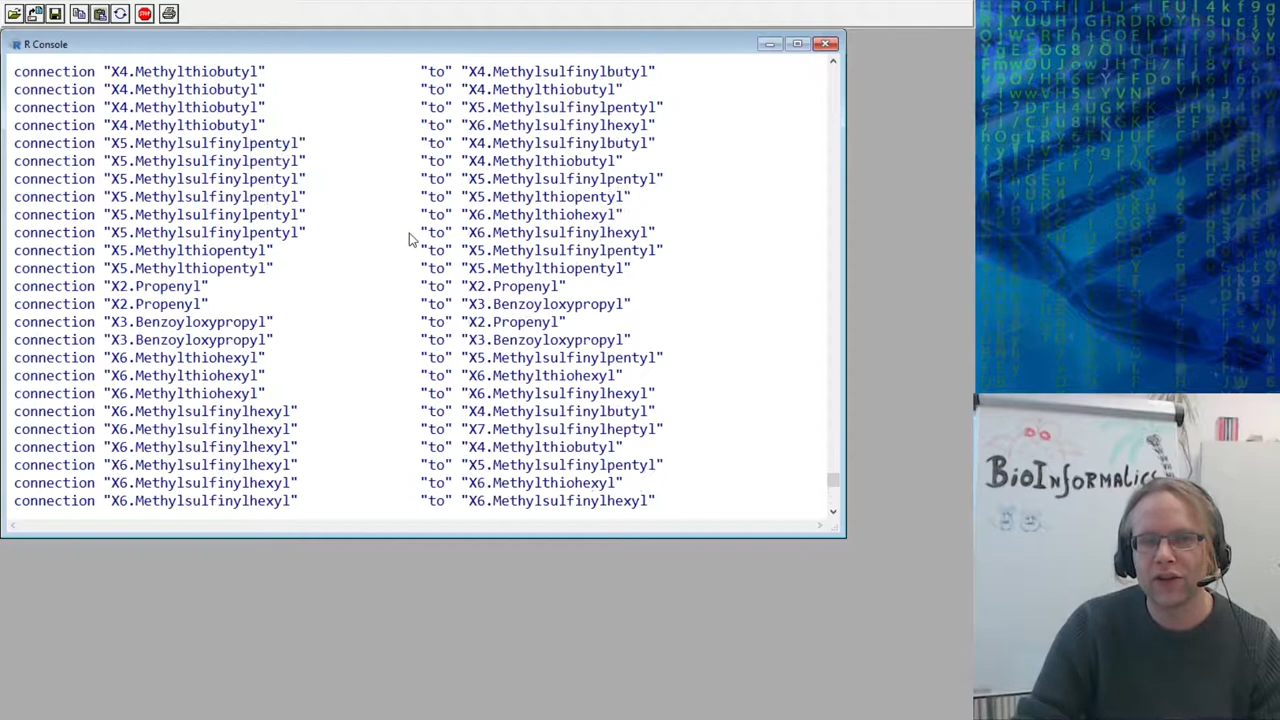 STOP
R Console
connection "X4.Methylthiobutyl" "to" "X4.Methylsulfinylbutyl"
connection "X4.Methylthiobutyl" "to" "X4.Methylthiobutyl"
connection "X4.Methylthiobutyl" "to" "X5.Methylsulfinylpentyl"
connection "X4.Methylthiobutyl" "to" "X6.Methylsulfinylhexyl"
connection "X5.Methylsulfinylpentyl" "to" "X4.Methylsulfinylbutyl"
connection "X5.Methylsulfinylpentyl" "to" "X4.Methylthiobutyl"
connection "X5.Methylsulfinylpentyl" "to" "X5.Methylsulfinylpentyl"
connection "X5.Methylsulfinylpentyl" "to" "X5.Methylthiopentyl"
connection "X5.Methylsulfinylpentyl" "to" "X6.Methylthiohexyl"
connection "X5.Methylsulfinylpentyl" "to" "X6.Methylsulfinylhexyl"
connection "X5.Methylthiopentyl" "to" "X5.Methylsulfinylpentyl"
connection "X5.Methylthiopentyl" "to" "X5.Methylthiopentyl"
connection "X2.Propenyl" "to" "X2.Propenyl"
connection "X2.Propenyl" "to" "X3.Benzoyloxypropyl"
connection "X3.Benzoyloxypropyl" "to" "X2.Propenyl"
connection "X3.Benzoyloxypropyl" "to" "X3.Benzoyloxypropyl"
connection "X6.Methylthiohexyl" "to" "X5.Methylsulfinylpentyl"
connection "X6.Methylthiohexyl" "to" "X6.Methylthiohexyl"
connection "X6.Methylthiohexyl" "to" "X6.Methylsulfinylhexyl"
connection "X6.Methylsulfinylhexyl" "to" "X4.Methylsulfinylbutyl"
connection "X6.Methylsulfinylhexyl" "to" "X7.Methylsulfinylheptyl"
connection "X6.Methylsulfinylhexyl" "to" "X4.Methylthiobutyl"
connection "X6.Methylsulfinylhexyl" "to" "X5.Methylsulfinylpentyl"
connection "X6.Methylsulfinylhexyl" "to" "X6.Methylthiohexyl"
connection "X6.Methylsulfinylhexyl" "to" "X6.Methylsulfinylhexyl"
BioInformatics